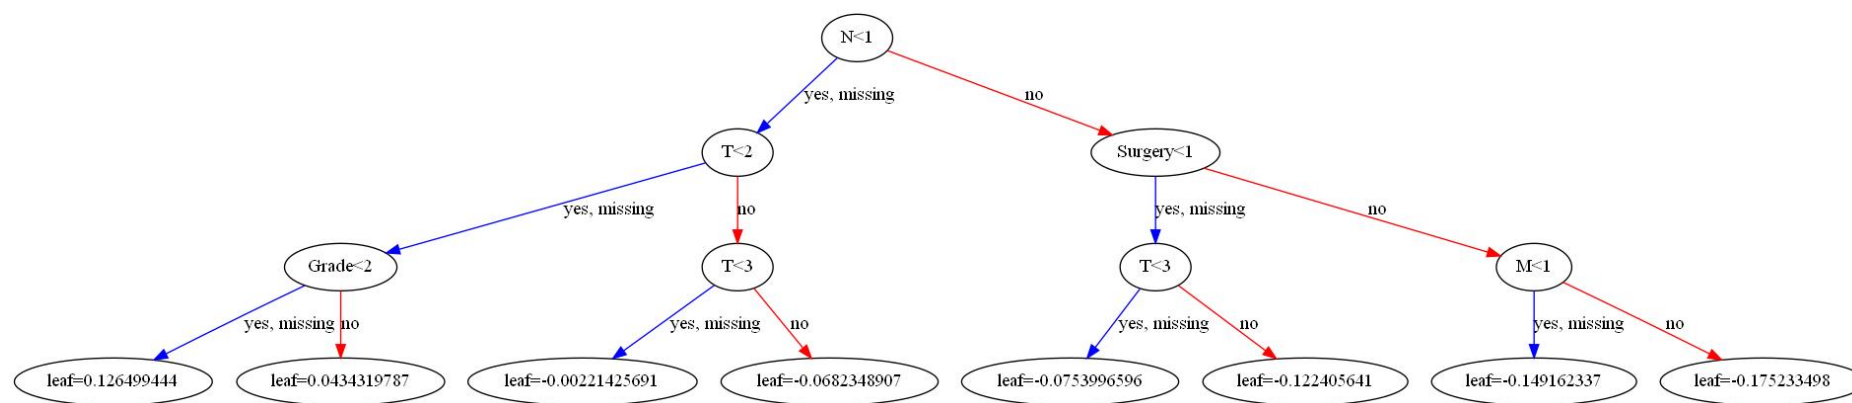 N<1
yes, missing
no
T<2
Surgery<1
yes, missing
no
yes, missing
no
Grade<2
T<3
T<3
M<1
yes, missing
no
yes, missing
no
yes, missing
no
yes, missing
no
leaf=0.126499444
leaf=0.0434319787
leaf=-0.00221425691
leaf=-0.0682348907
leaf=-0.0753996596
leaf=-0.122405641
leaf=-0.149162337
leaf=-0.175233498